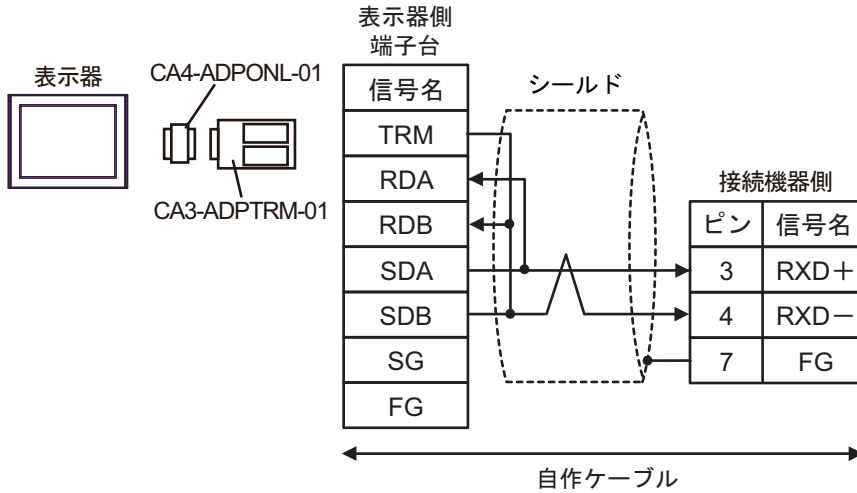 表示器
CA4-ADPONL-01
CA3-ADPTRM-01
表示器側
端子台
信号名
TRM
RDA
RDB
SDA
SDB
SG
FG
シールド
接続機器側
ピン 信号名
3 RXD＋
4 RXD－
7 FG
自作ケーブル